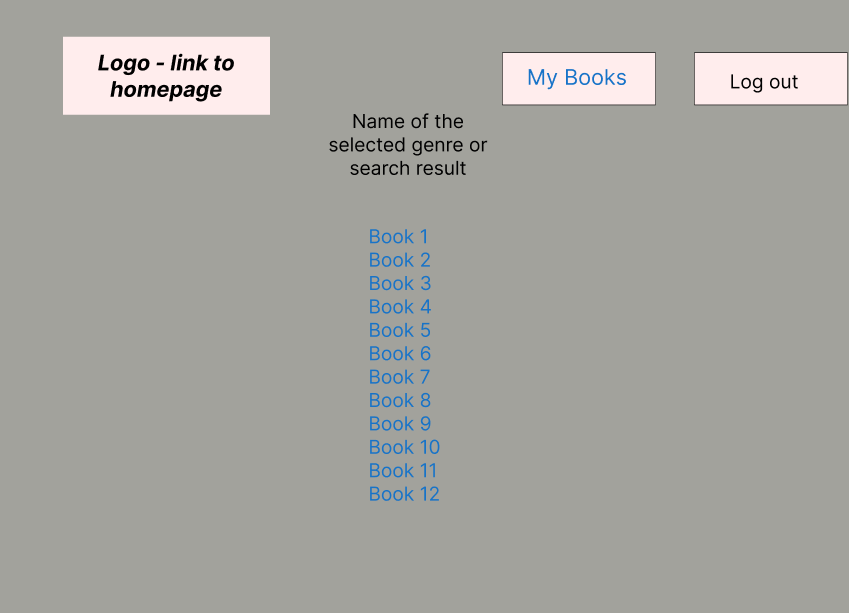 Logo - link to
homepage
My Books
Log out
Name of the
selected genre or
search result
Book 1
Book 2
Book 3
Book 4
Book 5
Book 6
Book 7
Book 8
Book 9
Book 10
Book 11
Book 12